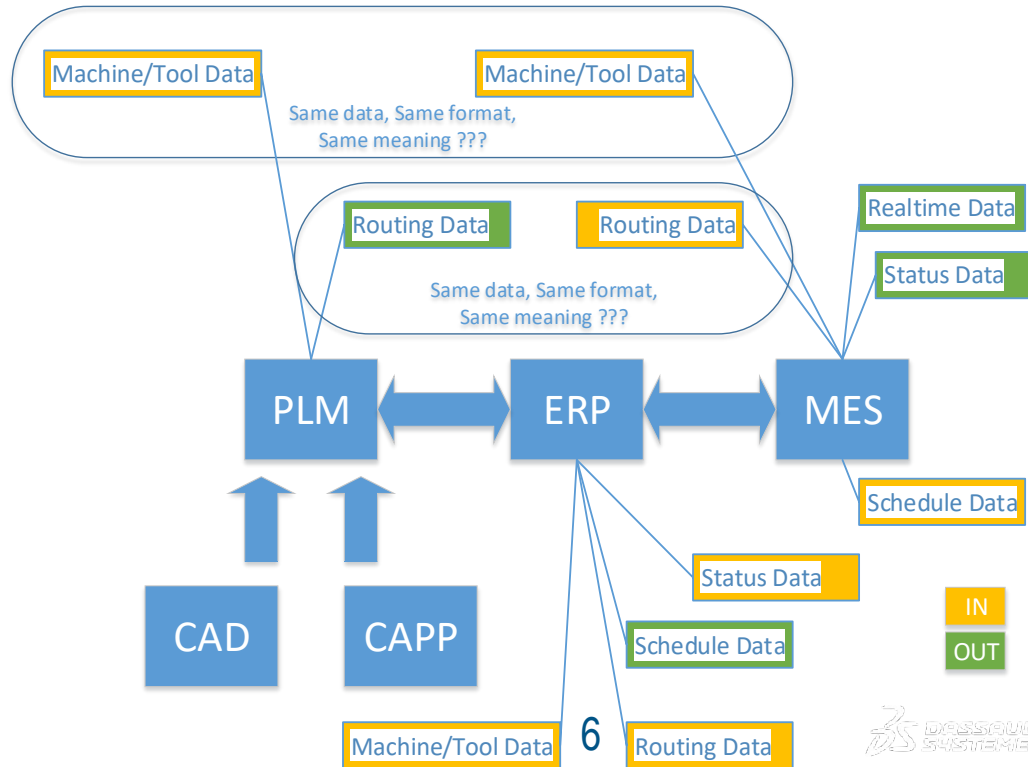 Machine/Tool Data
Machine/Tool Data
Same data, Same format,
Same meaning ???
Routing Data
Routing Data
Realtime Data
Status Data
Same data, Same format,
Same meaning ???
PLM
ERP
MES
Schedule Data
Status Data
CAD
CAPP
IN
Schedule Data
OUT
Machine/Tool Data
6
Routing Data
DASSAU
SYSTEME